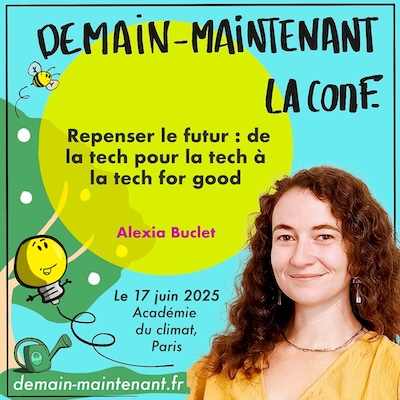 DEMAIN-MAINTENANT
LA CONF.
Repenser le futur : de
la tech pour la tech à
la tech for good
Alexia Buclet
Le 17 juin 2025
Académie
du climat,
Paris
demain-maintenant.fr